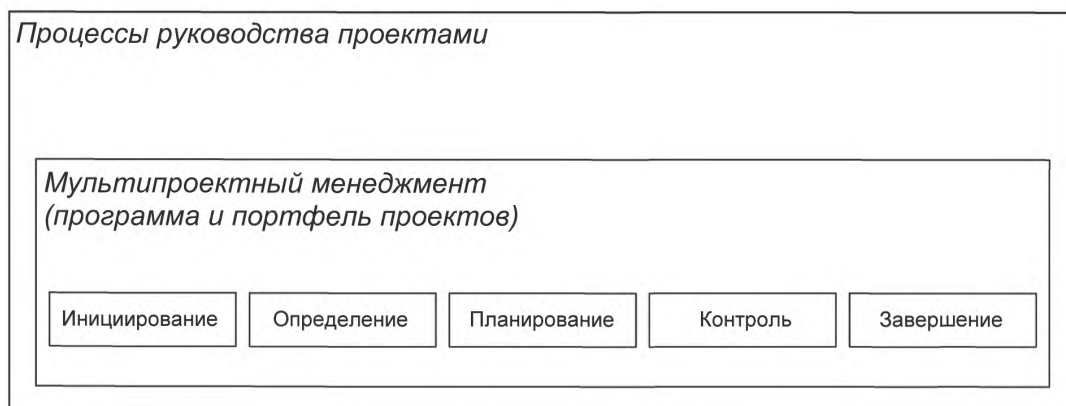 Процессы руководства проектами
Мультипроектный менеджмент
(программа и портфель проектов)
Инициирование
Определение
Планирование
Контроль
Завершение